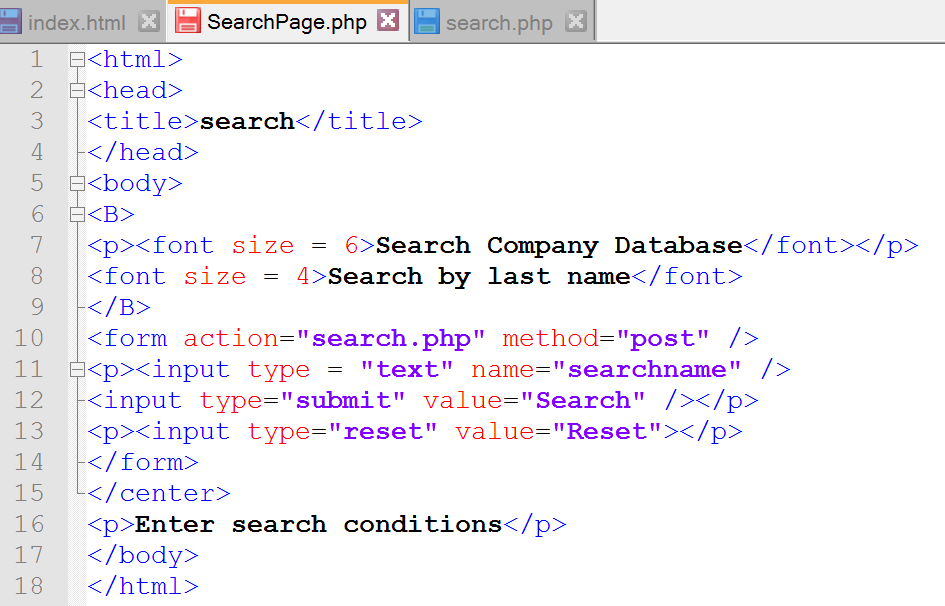 index.html SearchPage.php search.php
1 <html>
2 <head>
3 <title>search</title>
4 </head>
5 <body>
6 <B>
7 <p><font size = 6>Search Company Database</font></p>
8 <font size = 4>Search by last name</font>
9 </B>
10 <form action="search.php" method="post" />
11 <p><input type = "text" name="searchname" />
12 <input type="submit" value="Search" /></p>
13 <p><input type="reset" value="Reset"></p>
14 </form>
15 </center>
16 <p>Enter search conditions</p>
17 </body>
18 </html>